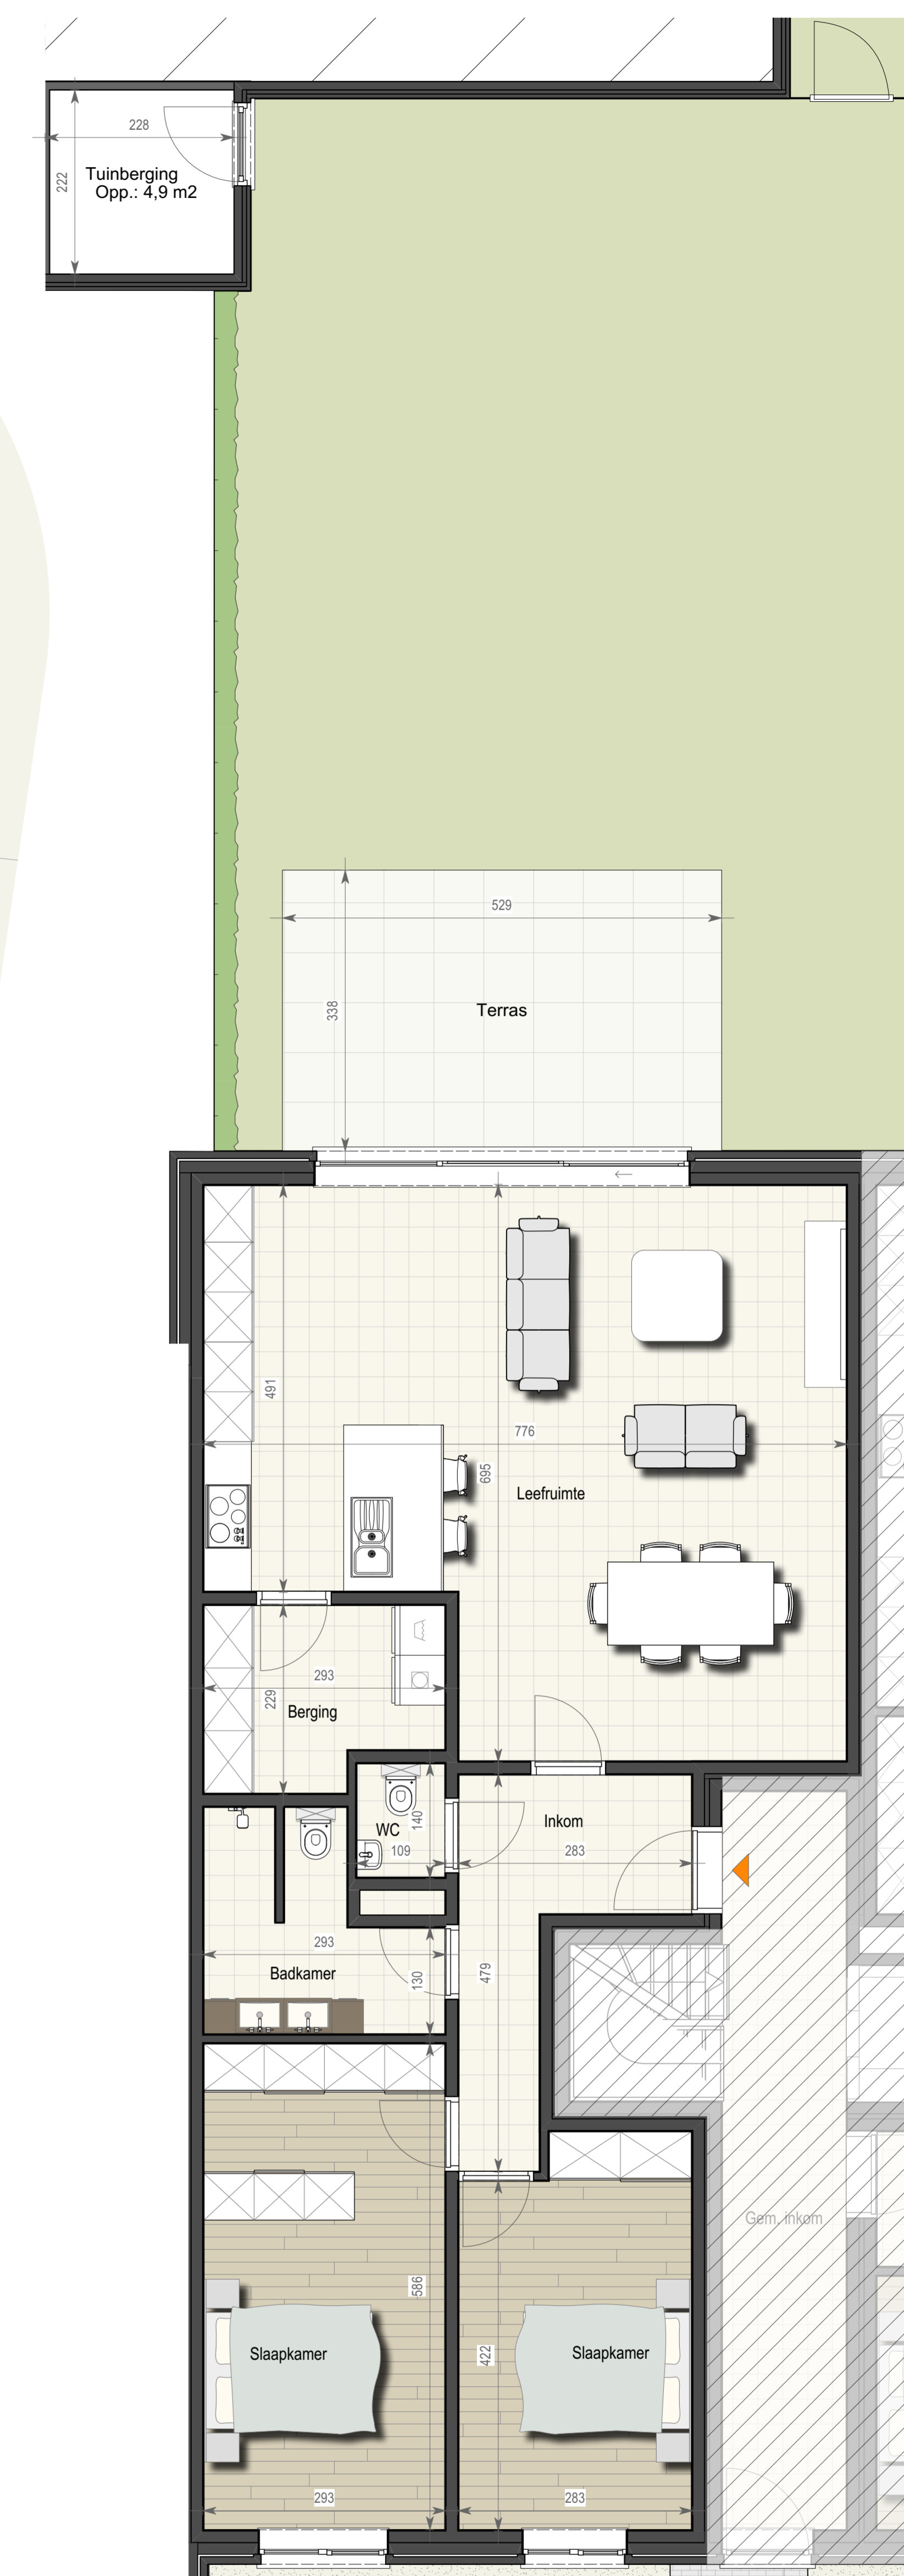 228
222
Tuinberging
Opp.: 4,9 m2
529
338
Terras
491
776
695
Leefruimte
293
229
Berging
140
WC
109
Inkom
283
293
Badkamer
130
479
Gem. inkom
586
Slaapkamer
422
Slaapkamer
293
283